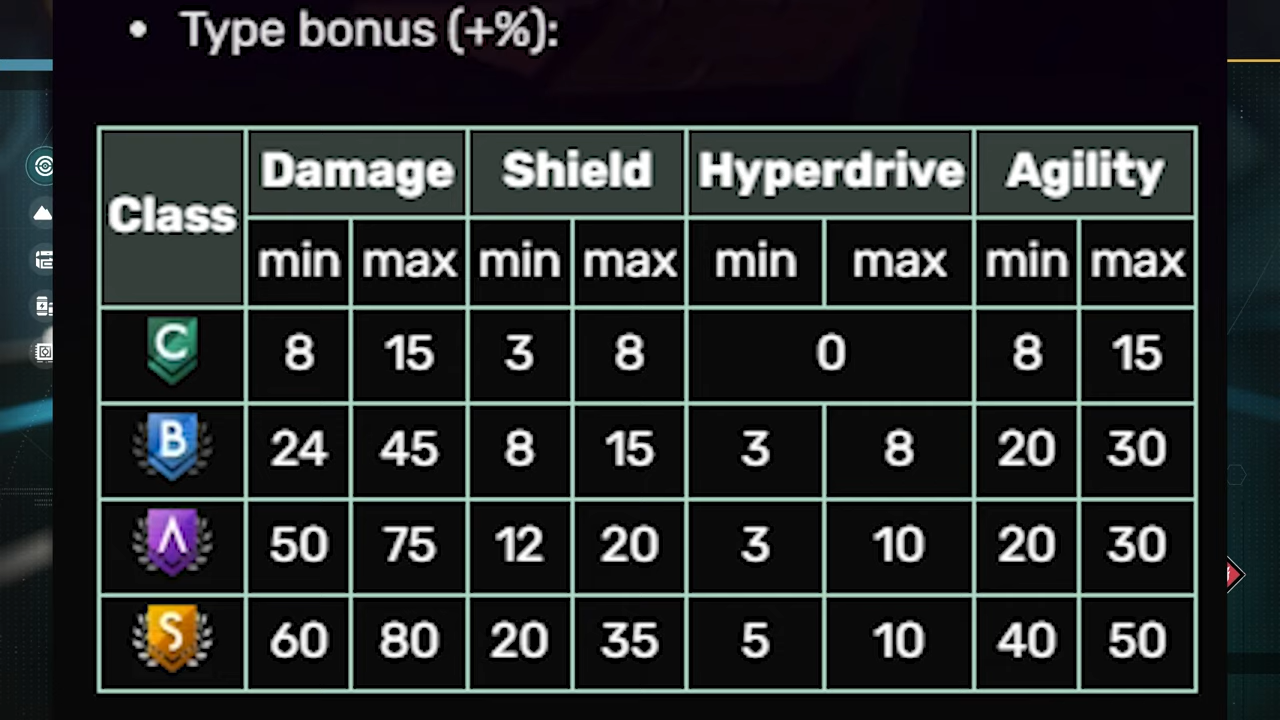 • Type bonus (+%):
Class Damage Shield Hyperdrive Agility
min max min max min max min max
C 8 15 3 8 0 8 15
B 24 45 8 15 3 8 20 30
A 50 75 12 20 3 10 20 30
S 60 80 20 35 5 10 40 50